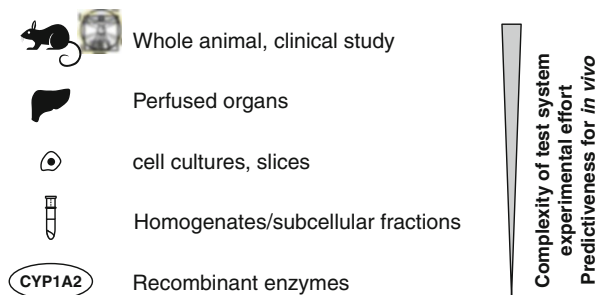 Whole animal, clinical study
Perfused organs
cell cultures, slices
Homogenates/subcellular fractions
CYP1A2
Recombinant enzymes
Complexity of test system
experimental effort
Predictiveness for in vivo